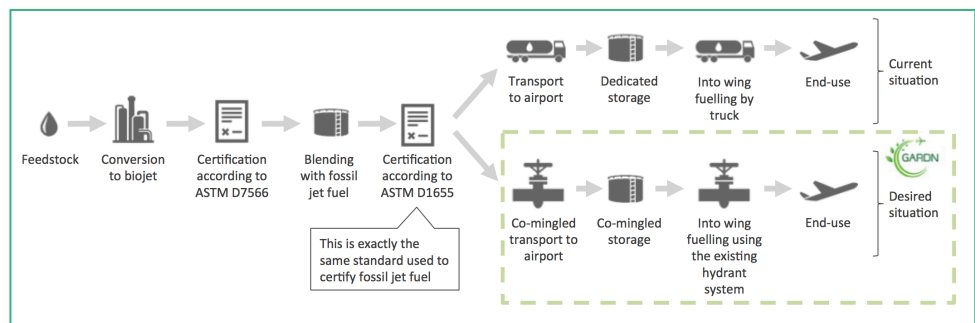 Feedstock
Conversion
to biojet
Certification
according to
ASTM D7566
Blending
with fossil
jet fuel
Certification
according to
ASTM D1655
This is exactly the
same standard used to
certify fossil jet fuel
Transport
to airport
Dedicated
storage
Into wing
fuelling by
truck
End-use
Current
situation
Co-mingled
transport to
airport
Co-mingled
storage
Into wing
fuelling using
the existing
hydrant
system
End-use
GARDN
Desired
situation